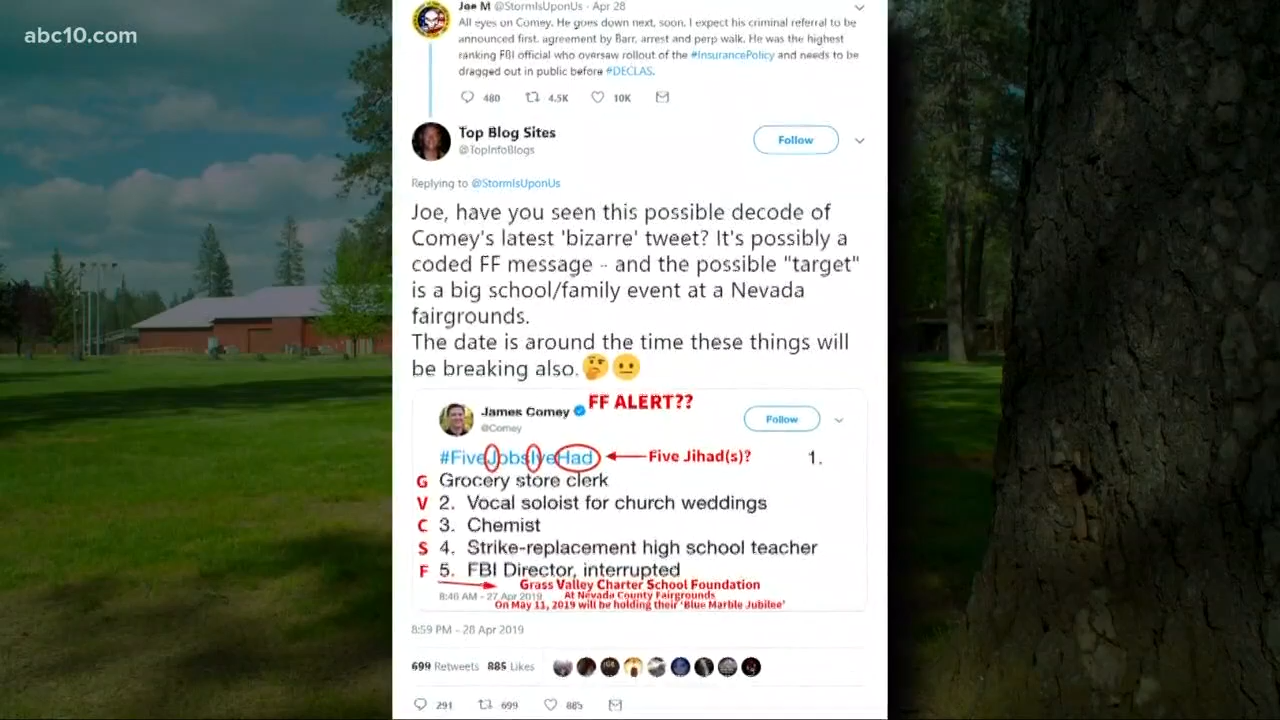 abc10.com
Joe M @StormIsUponUs · Apr 28
All eyes on Comey. He goes down next, soon. I expect his criminal referral to be
announced first, agreement by Barr, arrest and perp walk. He was the highest
ranking FBI official who oversaw rollout of the #InsurancePolicy and needs to be
dragged out in public before #DECLAS.
480 4.5K 10K
Top Blog Sites
@TopInfoBlogs
Follow
Replying to @StormIsUponUs
Joe, have you seen this possible decode of
Comey's latest 'bizarre' tweet? It's possibly a
coded FF message -- and the possible "target"
is a big school/family event at a Nevada
fairgrounds.
The date is around the time these things will
be breaking also.🤔😐
FF ALERT??
James Comey
@Comey
Follow
#FiveJobsIveHad Five Jihad(s)? 1.
G Grocery store clerk
V 2. Vocal soloist for church weddings
C 3. Chemist
S 4. Strike-replacement high school teacher
F 5. FBI Director, interrupted
Grass Valley Charter School Foundation
8:46 AM - 27 Apr 2019 At Nevada County Fairgrounds
On May 11, 2019 will be holding their 'Blue Marble Jubilee'
8:59 PM - 28 Apr 2019
699 Retweets 885 Likes
291 699 885